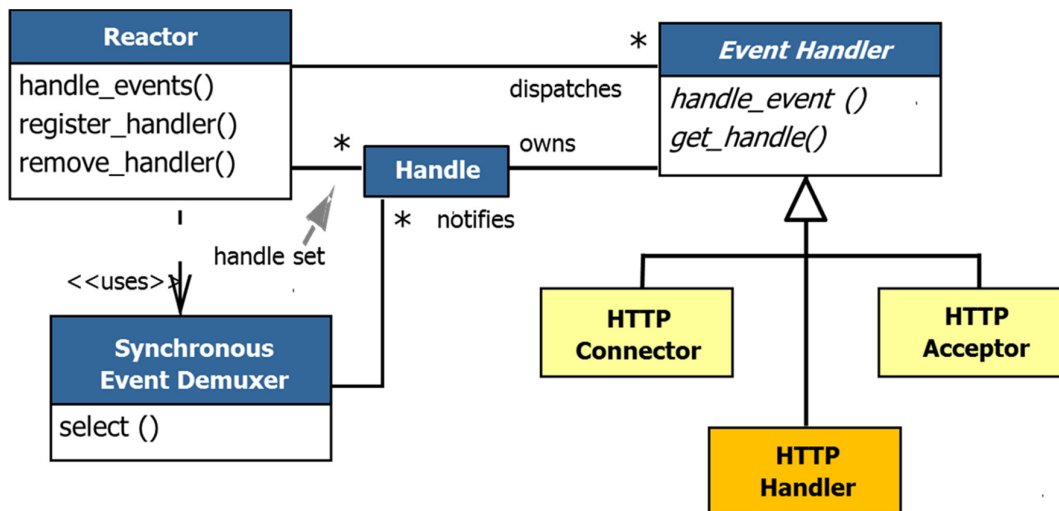 Reactor
handle_events()
register_handler()
remove_handler()
*
dispatches
Event Handler
handle_event ()
get_handle()
*
Handle
owns
* notifies
handle set
<<uses>>
Synchronous
Event Demuxer
select ()
HTTP
Connector
HTTP
Acceptor
HTTP
Handler